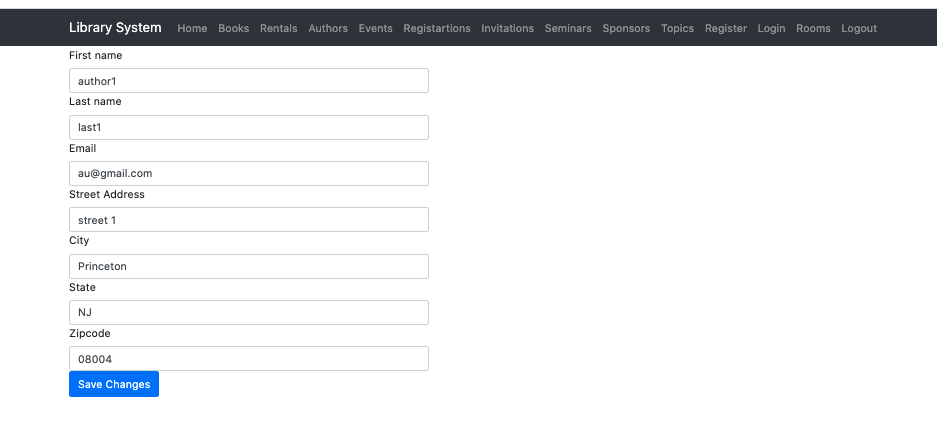 Library System Home Books Rentals Authors Events Registartions Invitations Seminars Sponsors Topics Register Login Rooms Logout
First name
author1
Last name
last1
Email
au@gmail.com
Street Address
street 1
City
Princeton
State
NJ
Zipcode
08004
Save Changes